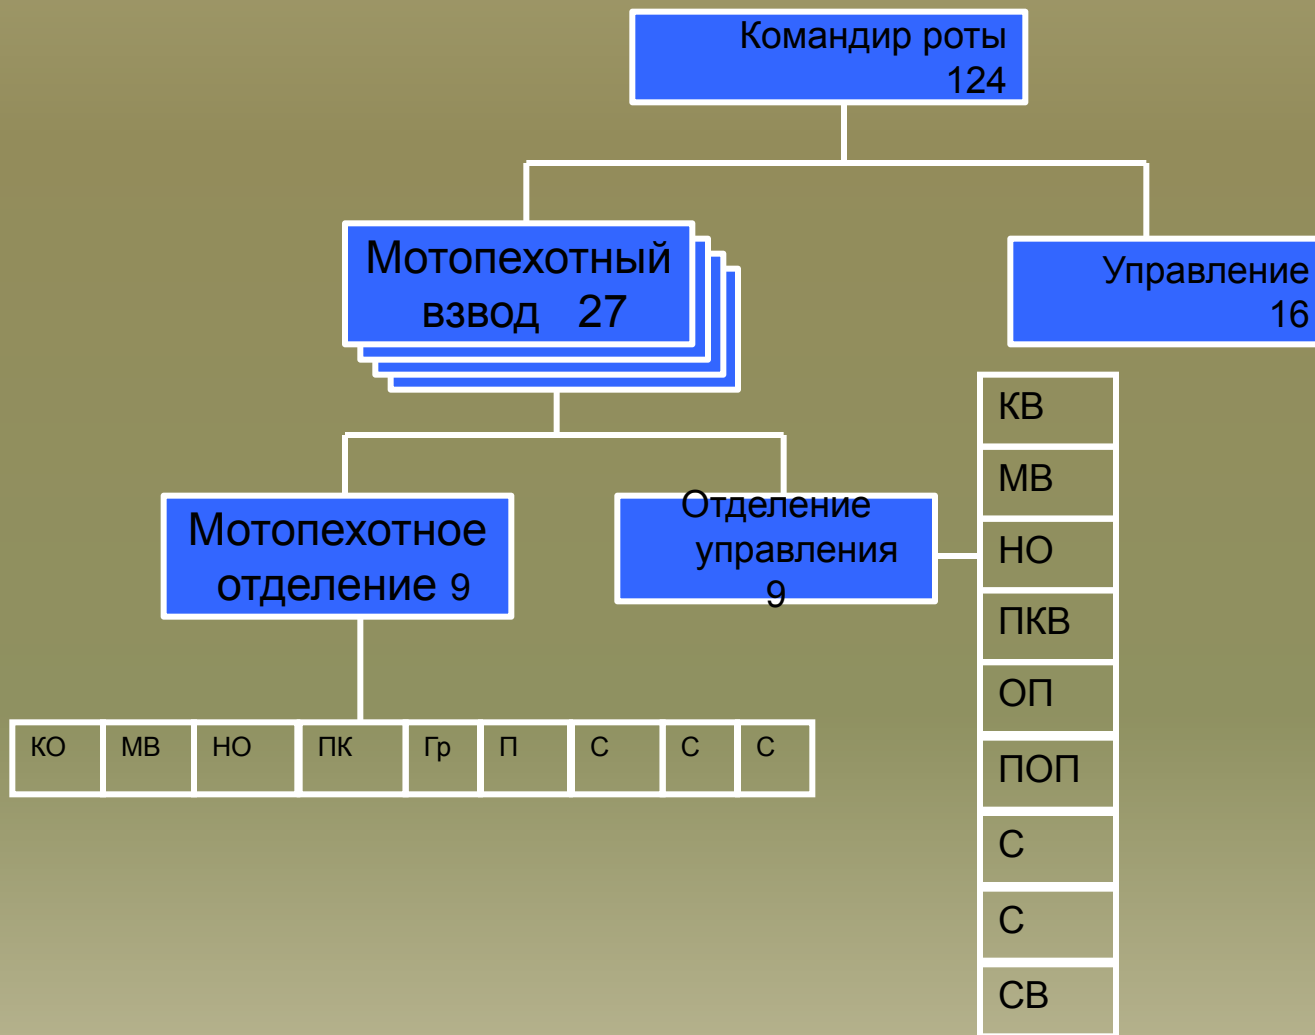 Командир роты
124
Мотопехотный
взвод 27
Управление
16
Мотопехотное
отделение 9
Отделение
управления
9
КВ
МВ
НО
ПКВ
ОП
ПОП
С
С
СВ
КО МВ НО ПК Гр П С С С